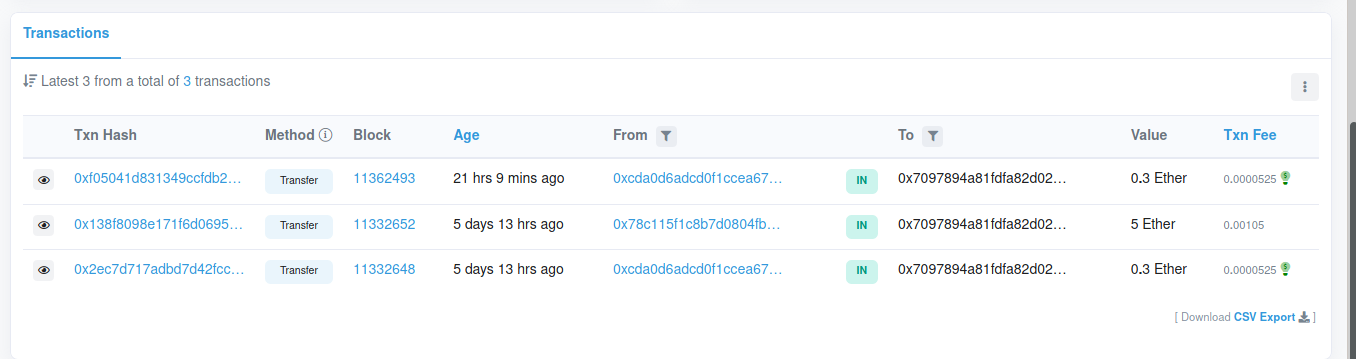 Transactions
Latest 3 from a total of 3 transactions
Txn Hash Method Block Age From To Value Txn Fee
0xf05041d831349ccfdb2... Transfer 11362493 21 hrs 9 mins ago 0xcda0d6adcd0f1ccea67... IN 0x7097894a81fdfa82d02... 0.3 Ether 0.0000525
0x138f8098e171f6d0695... Transfer 11332652 5 days 13 hrs ago 0x78c115f1c8b7d0804fb... IN 0x7097894a81fdfa82d02... 5 Ether 0.00105
0x2ec7d717adbd7d42fcc... Transfer 11332648 5 days 13 hrs ago 0xcda0d6adcd0f1ccea67... IN 0x7097894a81fdfa82d02... 0.3 Ether 0.0000525
[ Download CSV Export ]